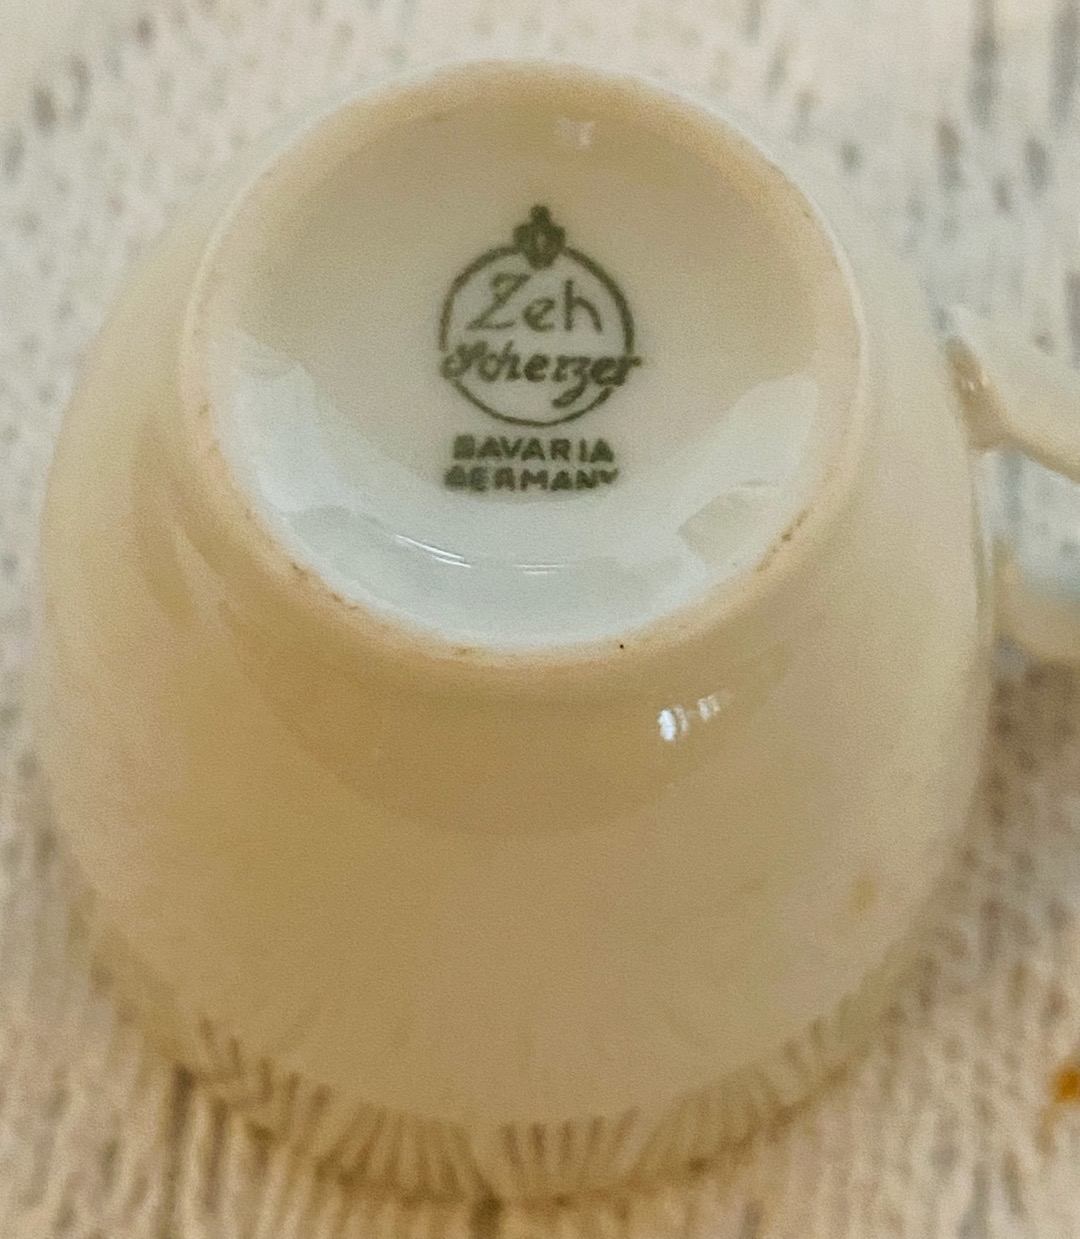 Zeh
Scherzer
BAVARIA
GERMANY